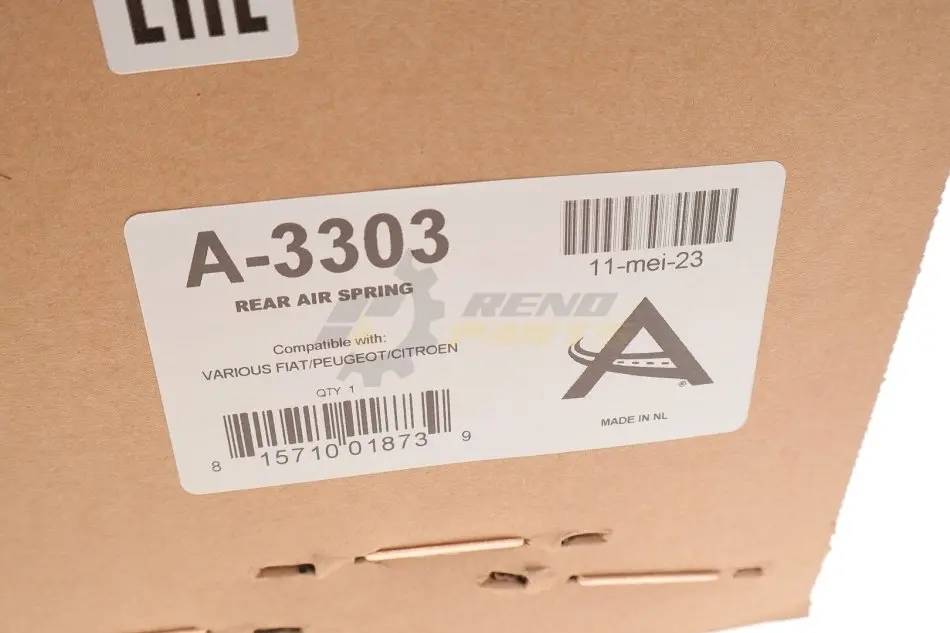 EAC
A-3303
REAR AIR SPRING
Compatible with:
VARIOUS FIAT/PEUGEOT/CITROEN
QTY 1
8 15710 01873 9
11-mei-23
A
®
MADE IN NL
RENO
PARTS